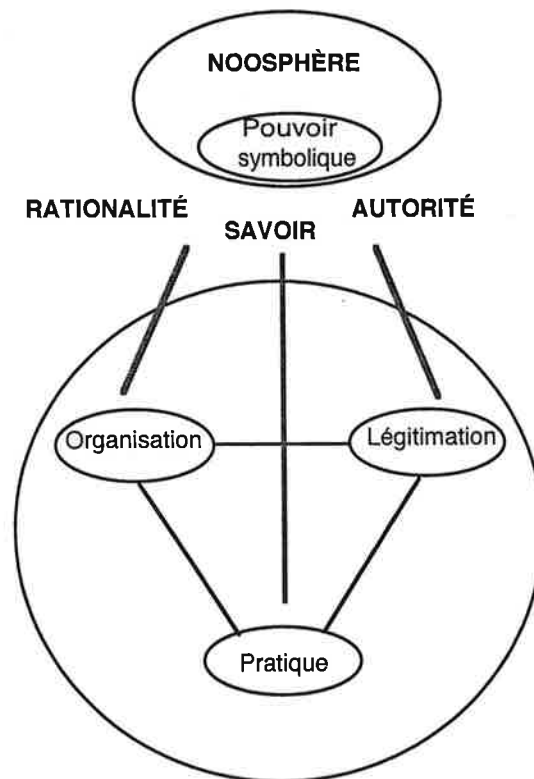 NOOSPHÈRE
Pouvoir
symbolique
RATIONALITÉ
SAVOIR
AUTORITÉ
Organisation
Légitimation
Pratique